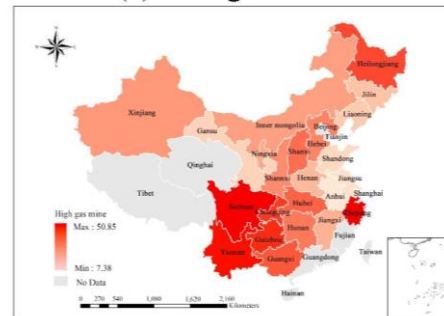 Heilongjiang
Jilin
Liaoning
Xinjiang
Inner mongolia
Beijing
Tianjin
Gansu
Hebei
Ningxia
Shanxi
Shandong
Qinghai
Shannxi
Henan
Jiangsu
Tibet
Anhui
Shanghai
Sichuan
Hubei
Chongqing
Zhejiang
Hunan
Jiangxi
Guizhou
Fujian
Yunnan
Guangxi
Guangdong
Taiwan
Hainan
High gas mine
Max : 50.85
Min : 7.38
No Data
0 270 540 1,080 1,620 2,160
Kilometers